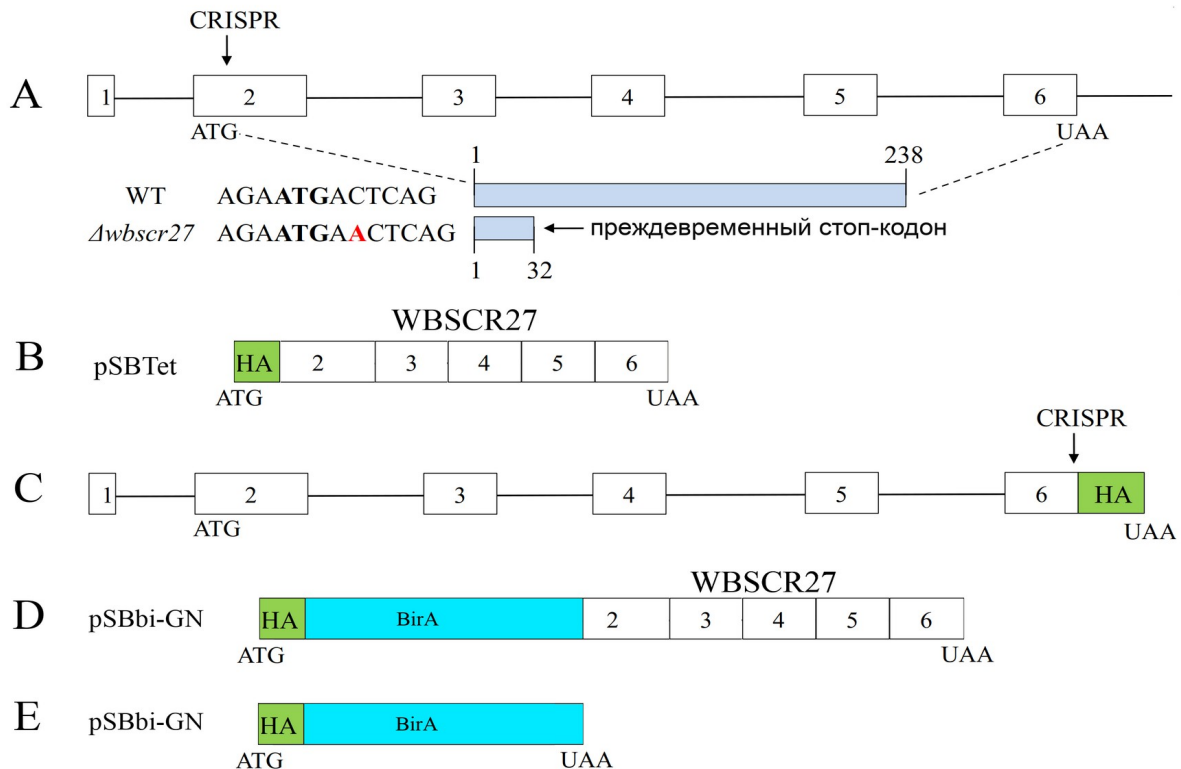 CRISPR
A
1 2 3 4 5 6
ATG UAA
1 238
WT AGAATGACTCAG
Δwbscr27 AGAATGAACTCAG преждевременный стоп-кодон
1 32
WBSCR27
B pSBTet HA 2 3 4 5 6
ATG UAA
CRISPR
C 1 2 3 4 5 6 HA
ATG UAA
WBSCR27
D pSBbi-GN HA BirA 2 3 4 5 6
ATG UAA
E pSBbi-GN HA BirA
ATG UAA